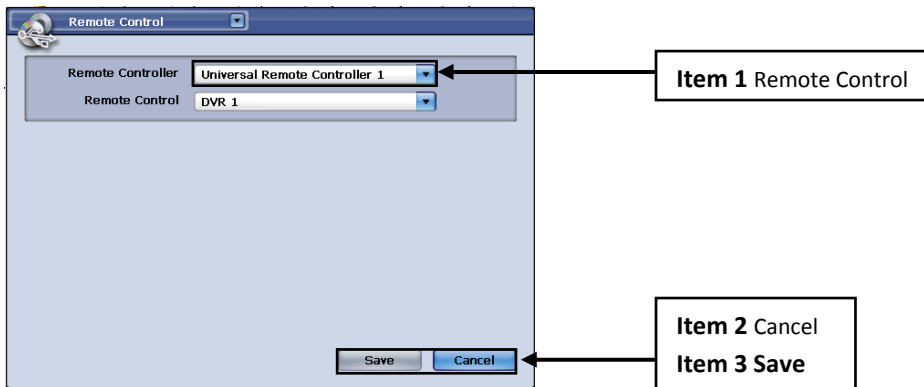 Remote Control
Remote Controller Universal Remote Controller 1
Item 1 Remote Control
Remote Control DVR 1
Item 2 Cancel
Item 3 Save
Save Cancel